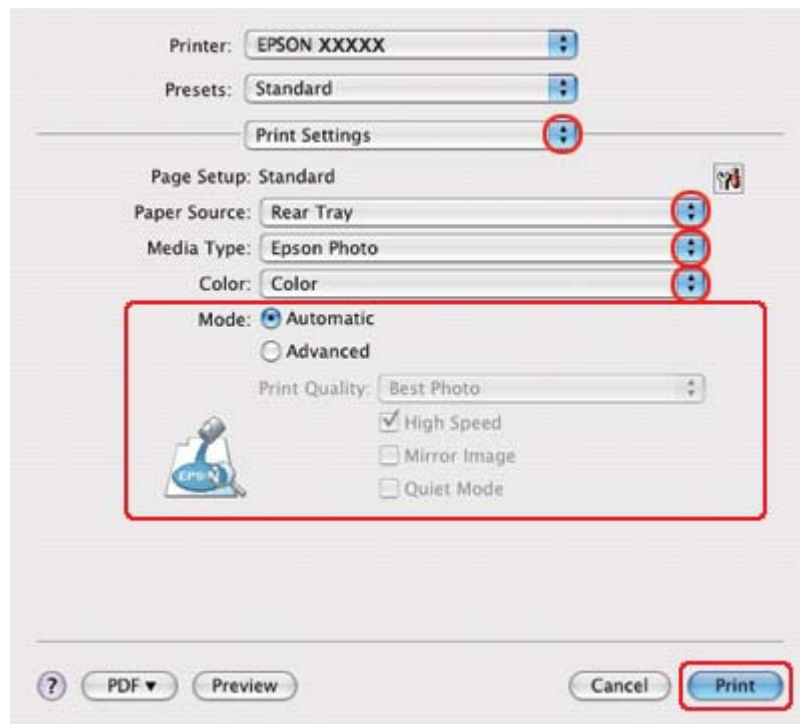 Printer: EPSON XXXXX
Presets: Standard
Print Settings
Page Setup: Standard
Paper Source: Rear Tray
Media Type: Epson Photo
Color: Color
Mode: Automatic
Advanced
Print Quality: Best Photo
High Speed
Mirror Image
Quiet Mode
EPSON
? PDF ▼ Preview Cancel Print